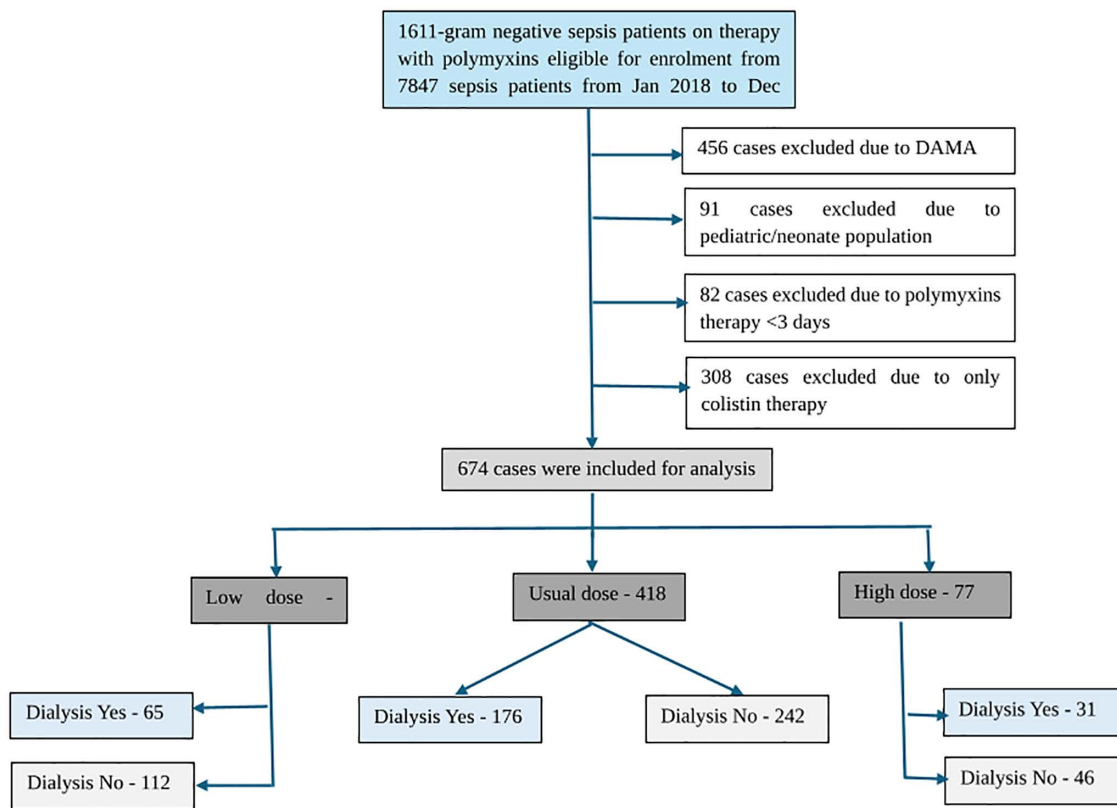 1611-gram negative sepsis patients on therapy
with polymyxins eligible for enrolment from
7847 sepsis patients from Jan 2018 to Dec
456 cases excluded due to DAMA
91 cases excluded due to
pediatric/neonate population
82 cases excluded due to polymyxins
therapy <3 days
308 cases excluded due to only
colistin therapy
674 cases were included for analysis
Low dose -
Usual dose - 418
High dose - 77
Dialysis Yes - 65
Dialysis No - 112
Dialysis Yes - 176
Dialysis No - 242
Dialysis Yes - 31
Dialysis No - 46